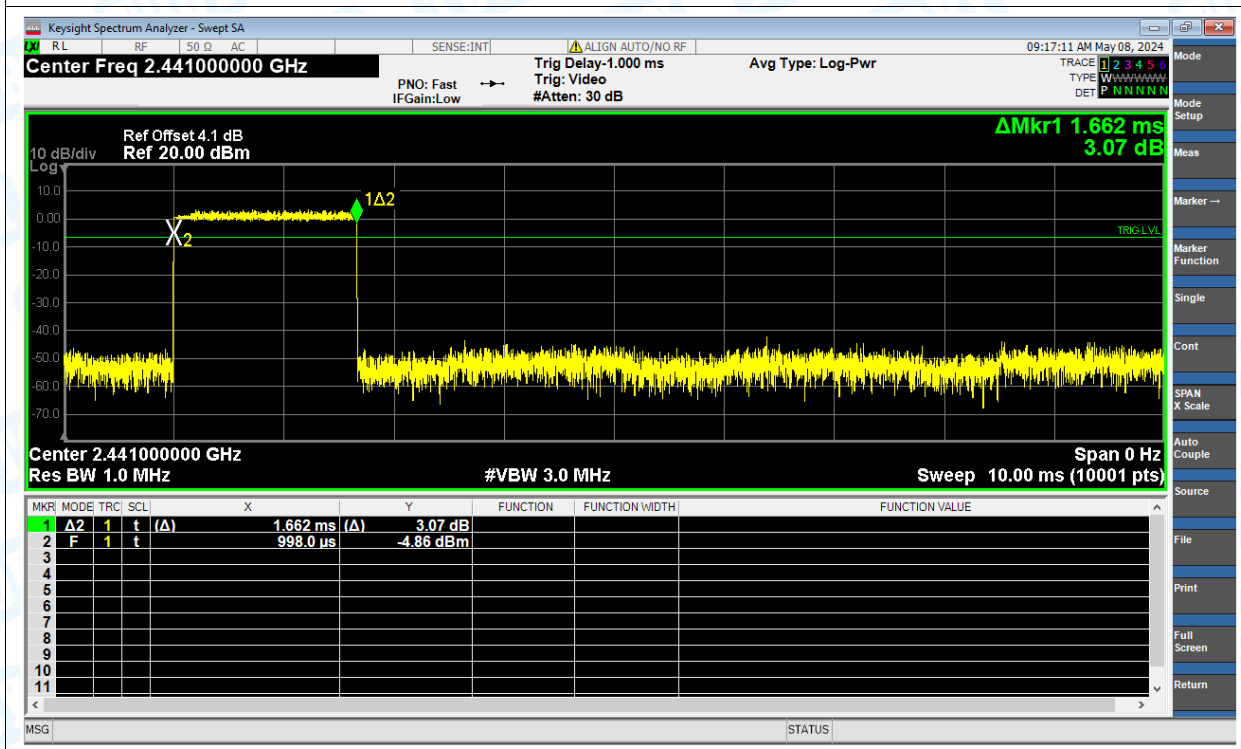 Keysight Spectrum Analyzer - Swept SA
LXI RL RF 50 Ω AC SENSE:INT ALIGN AUTO/NO RF 09:17:11 AM May 08, 2024
Center Freq 2.441000000 GHz
PNO: Fast
IFGain:Low
Trig Delay-1.000 ms
Trig: Video
#Atten: 30 dB
Avg Type: Log-Pwr
TRACE 1 2 3 4 5 6
TYPE WWWWWW
DET P N N N N N
ΔMkr1 1.662 ms
3.07 dB
Ref Offset 4.1 dB
10 dB/div Ref 20.00 dBm
Log
10.0
0.00
-10.0
-20.0
-30.0
-40.0
-50.0
-60.0
-70.0
1Δ2
2
TRIG LVL
Center 2.441000000 GHz Span 0 Hz
Res BW 1.0 MHz #VBW 3.0 MHz Sweep 10.00 ms (10001 pts)
MKR MODE TRC SCL X Y FUNCTION FUNCTION WIDTH FUNCTION VALUE
1 Δ2 1 t (Δ) 1.662 ms (Δ) 3.07 dB
2 F 1 t 998.0 µs -4.86 dBm
3
4
5
6
7
8
9
10
11
MSG STATUS
Mode
Mode
Setup
Meas
Marker →
Marker
Function
Single
Cont
SPAN
X Scale
Auto
Couple
Source
File
Print
Full
Screen
Return